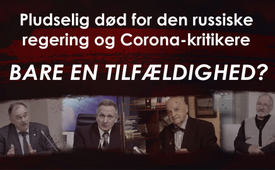 Pludselig død for den russiske
regering og Corona-kritikere
BARE EN TILFÆLDIGHED?